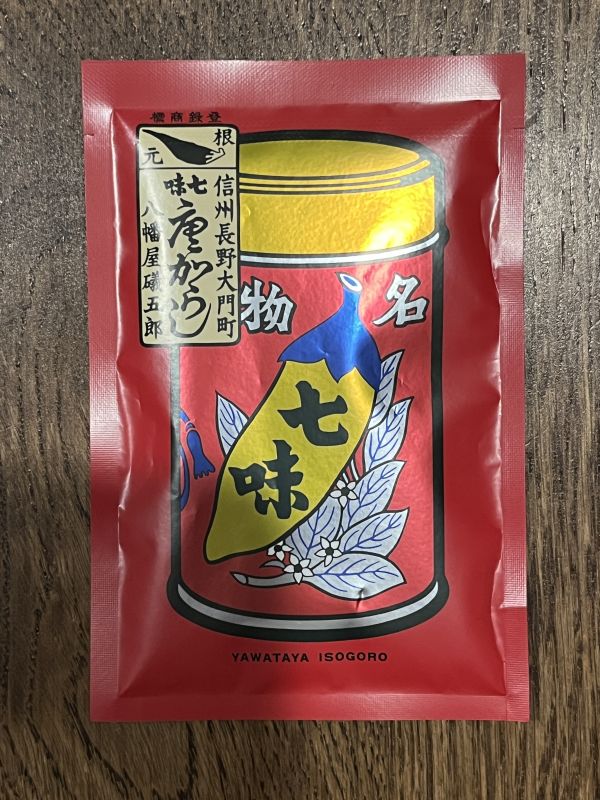 登録商標
根元
信州長野大門町
七味
唐がらし
八幡屋礒五郎
名物
七味
YAWATAYA ISOGORO